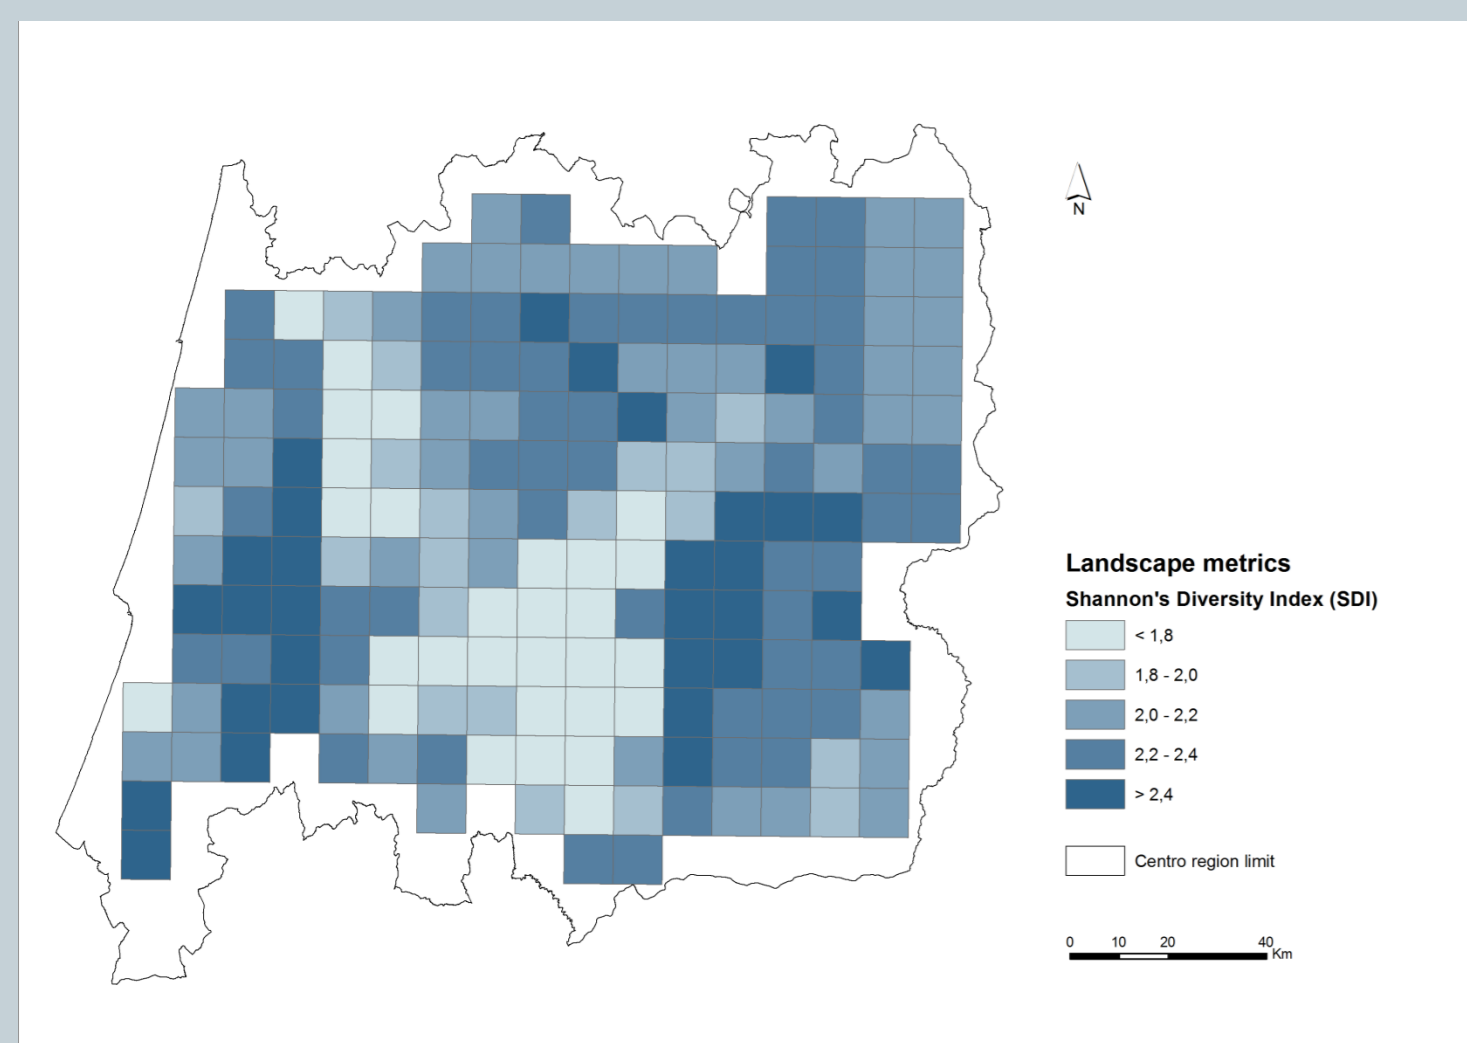 N
Landscape metrics
Shannon's Diversity Index (SDI)
< 1,8
1,8 - 2,0
2,0 - 2,2
2,2 - 2,4
> 2,4
Centro region limit
0 10 20 40
Km